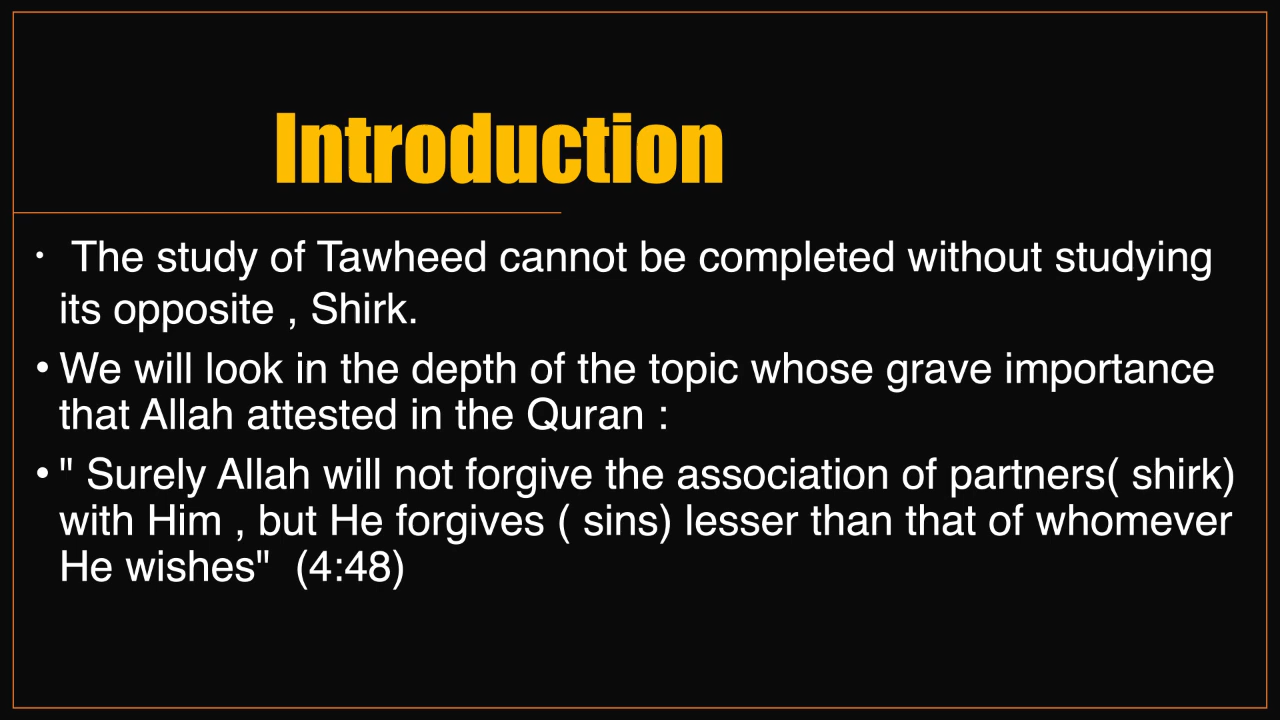 Introduction
• The study of Tawheed cannot be completed without studying
its opposite , Shirk.
• We will look in the depth of the topic whose grave importance
that Allah attested in the Quran :
• " Surely Allah will not forgive the association of partners( shirk)
with Him , but He forgives ( sins) lesser than that of whomever
He wishes"  (4:48)